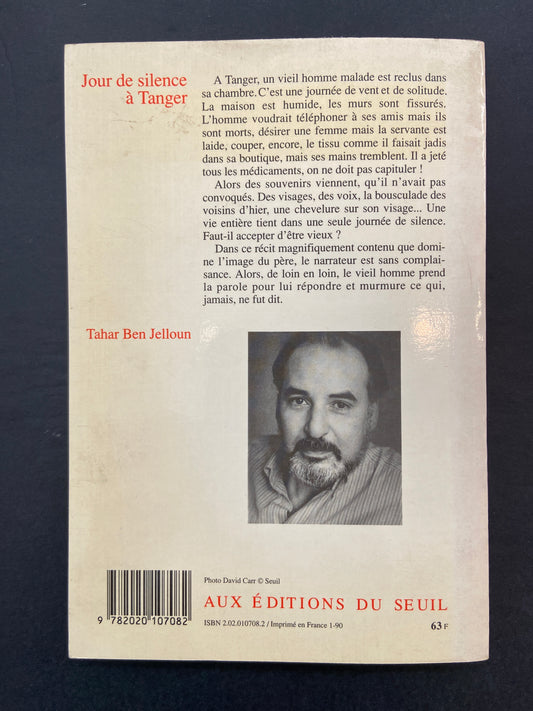 Jour de silence
à Tanger
A Tanger, un vieil homme malade est reclus dans
sa chambre. C'est une journée de vent et de solitude.
La maison est humide, les murs sont fissurés.
L'homme voudrait téléphoner à ses amis mais ils
sont morts, désirer une femme mais la servante est
laide, couper, encore, le tissu comme il faisait jadis
dans sa boutique, mais ses mains tremblent. Il a jeté
tous les médicaments, on ne doit pas capituler !
Alors des souvenirs viennent, qu'il n'avait pas
convoqués. Des visages, des voix, la bousculade des
voisins d'hier, une chevelure sur son visage... Une
vie entière tient dans une seule journée de silence.
Faut-il accepter d'être vieux ?
Dans ce récit magnifiquement contenu que domi-
ne l'image du père, le narrateur est sans complai-
sance. Alors, de loin en loin, le vieil homme prend
la parole pour lui répondre et murmure ce qui,
jamais, ne fut dit.
Tahar Ben Jelloun
Photo David Carr © Seuil
AUX ÉDITIONS DU SEUIL
9 782020 107082
ISBN 2.02.010708.2 / Imprimé en France 1-90
63 F